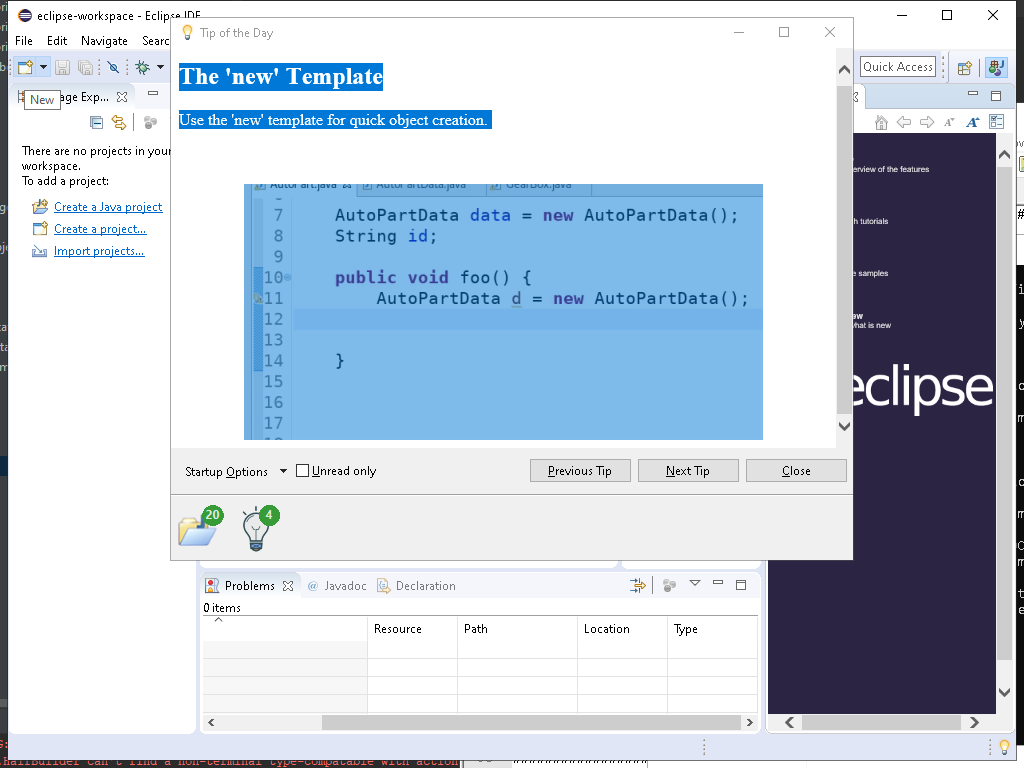 eclipse-workspace - Eclipse IDE
Tip of the Day
File Edit Navigate
Quick Access
New
age Exp...
There are no projects in your
workspace.
To add a project:
Create a Java project
Create a project...
Import projects...
The 'new' Template
Use the 'new' template for quick object creation.
AutoPart.java AutoPartData.java GearBox.java
7 AutoPartData data = new AutoPartData();
8 String id;
9
10 public void foo() {
11 AutoPartData d = new AutoPartData();
12
13
14 }
15
16
17
Startup Options Unread only Previous Tip Next Tip Close
20 4
erview of the features
tutorials
samples
what is new
eclipse
Problems @ Javadoc Declaration
0 items
Resource Path Location Type
can't find a non-terminal type-compatable with action